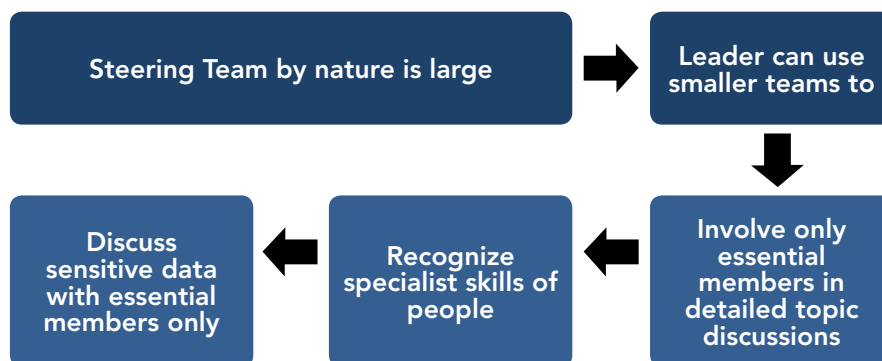 Steering Team by nature is large
Leader can use
smaller teams to
Involve only
essential
members in
detailed topic
discussions
Recognize
specialist skills of
people
Discuss
sensitive data
with essential
members only